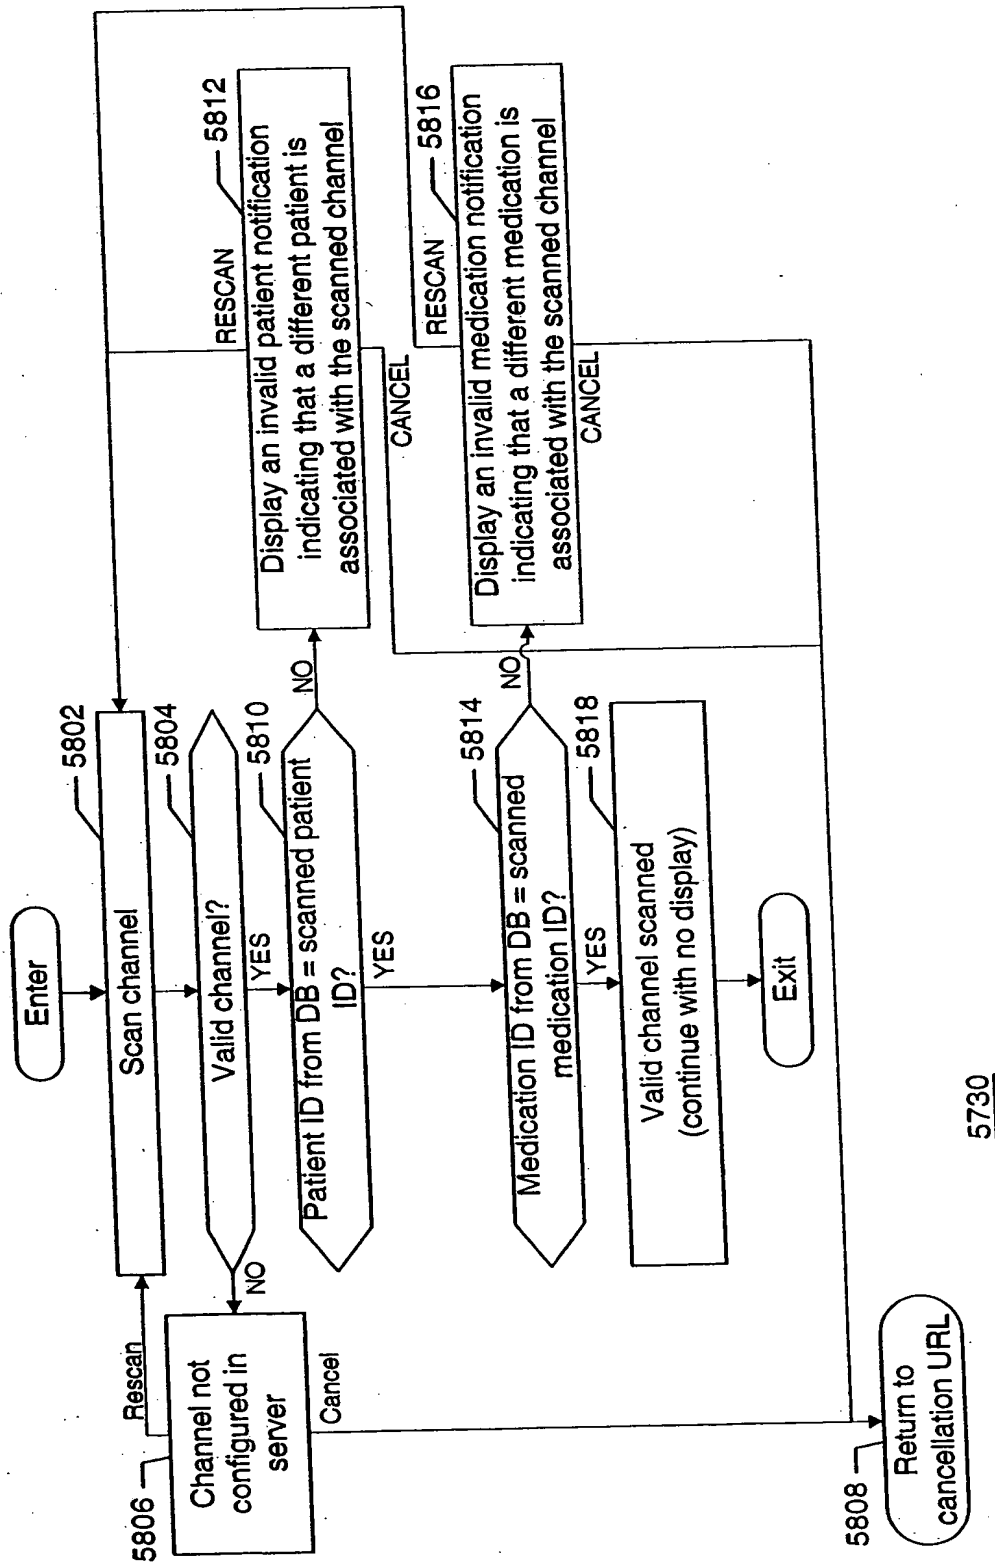 Enter
5802
Scan channel
Rescan
5804
Valid channel?
NO
YES
5806
Channel not
configured in
server
Cancel
5810
Patient ID from DB = scanned patient
ID?
NO
YES
RESCAN
5812
Display an invalid patient notification
indicating that a different patient is
associated with the scanned channel
CANCEL
5814
Medication ID from DB = scanned
medication ID?
NO
YES
RESCAN
5816
Display an invalid medication notification
indicating that a different medication is
associated with the scanned channel
CANCEL
5818
Valid channel scanned
(continue with no display)
Exit
5808
Return to
cancellation URL
5730